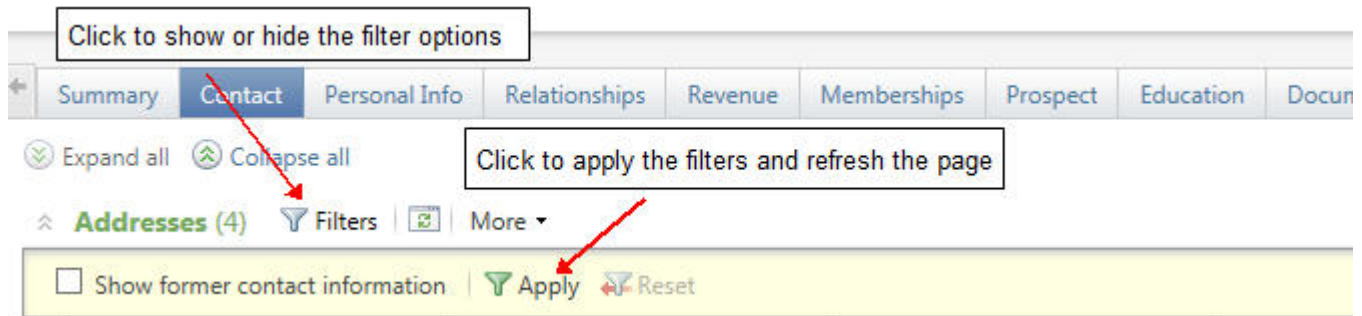 Click to show or hide the filter options
Summary Contact Personal Info Relationships Revenue Memberships Prospect Education Docum
Expand all Collapse all
Click to apply the filters and refresh the page
Addresses (4) Filters More
Show former contact information Apply Reset